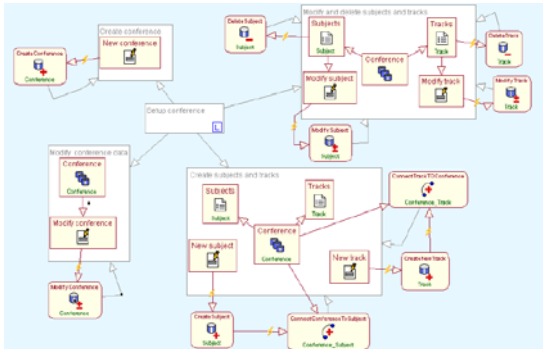 Create conference
New conference
CreateConference
Conference
Setup conference
L
Modify and delete subjects and tracks
DeleteSubject
Subject
Subjects
Subject
Tracks
Track
DeleteTrack
Track
Conference
Conference
Modify subject
Modify track
ModifyTrack
Track
ModifySubject
Subject
Modify conference data
Conference
Conference
Modify conference
ModifyConference
Conference
Create subjects and tracks
Subjects
Subject
Tracks
Track
Conference
Conference
New subject
New track
ConnectTrackTOConference
Conference_Track
CreateNewTrack
Track
CreateSubject
Subject
ConnectConferenceToSubject
Conference_Subject